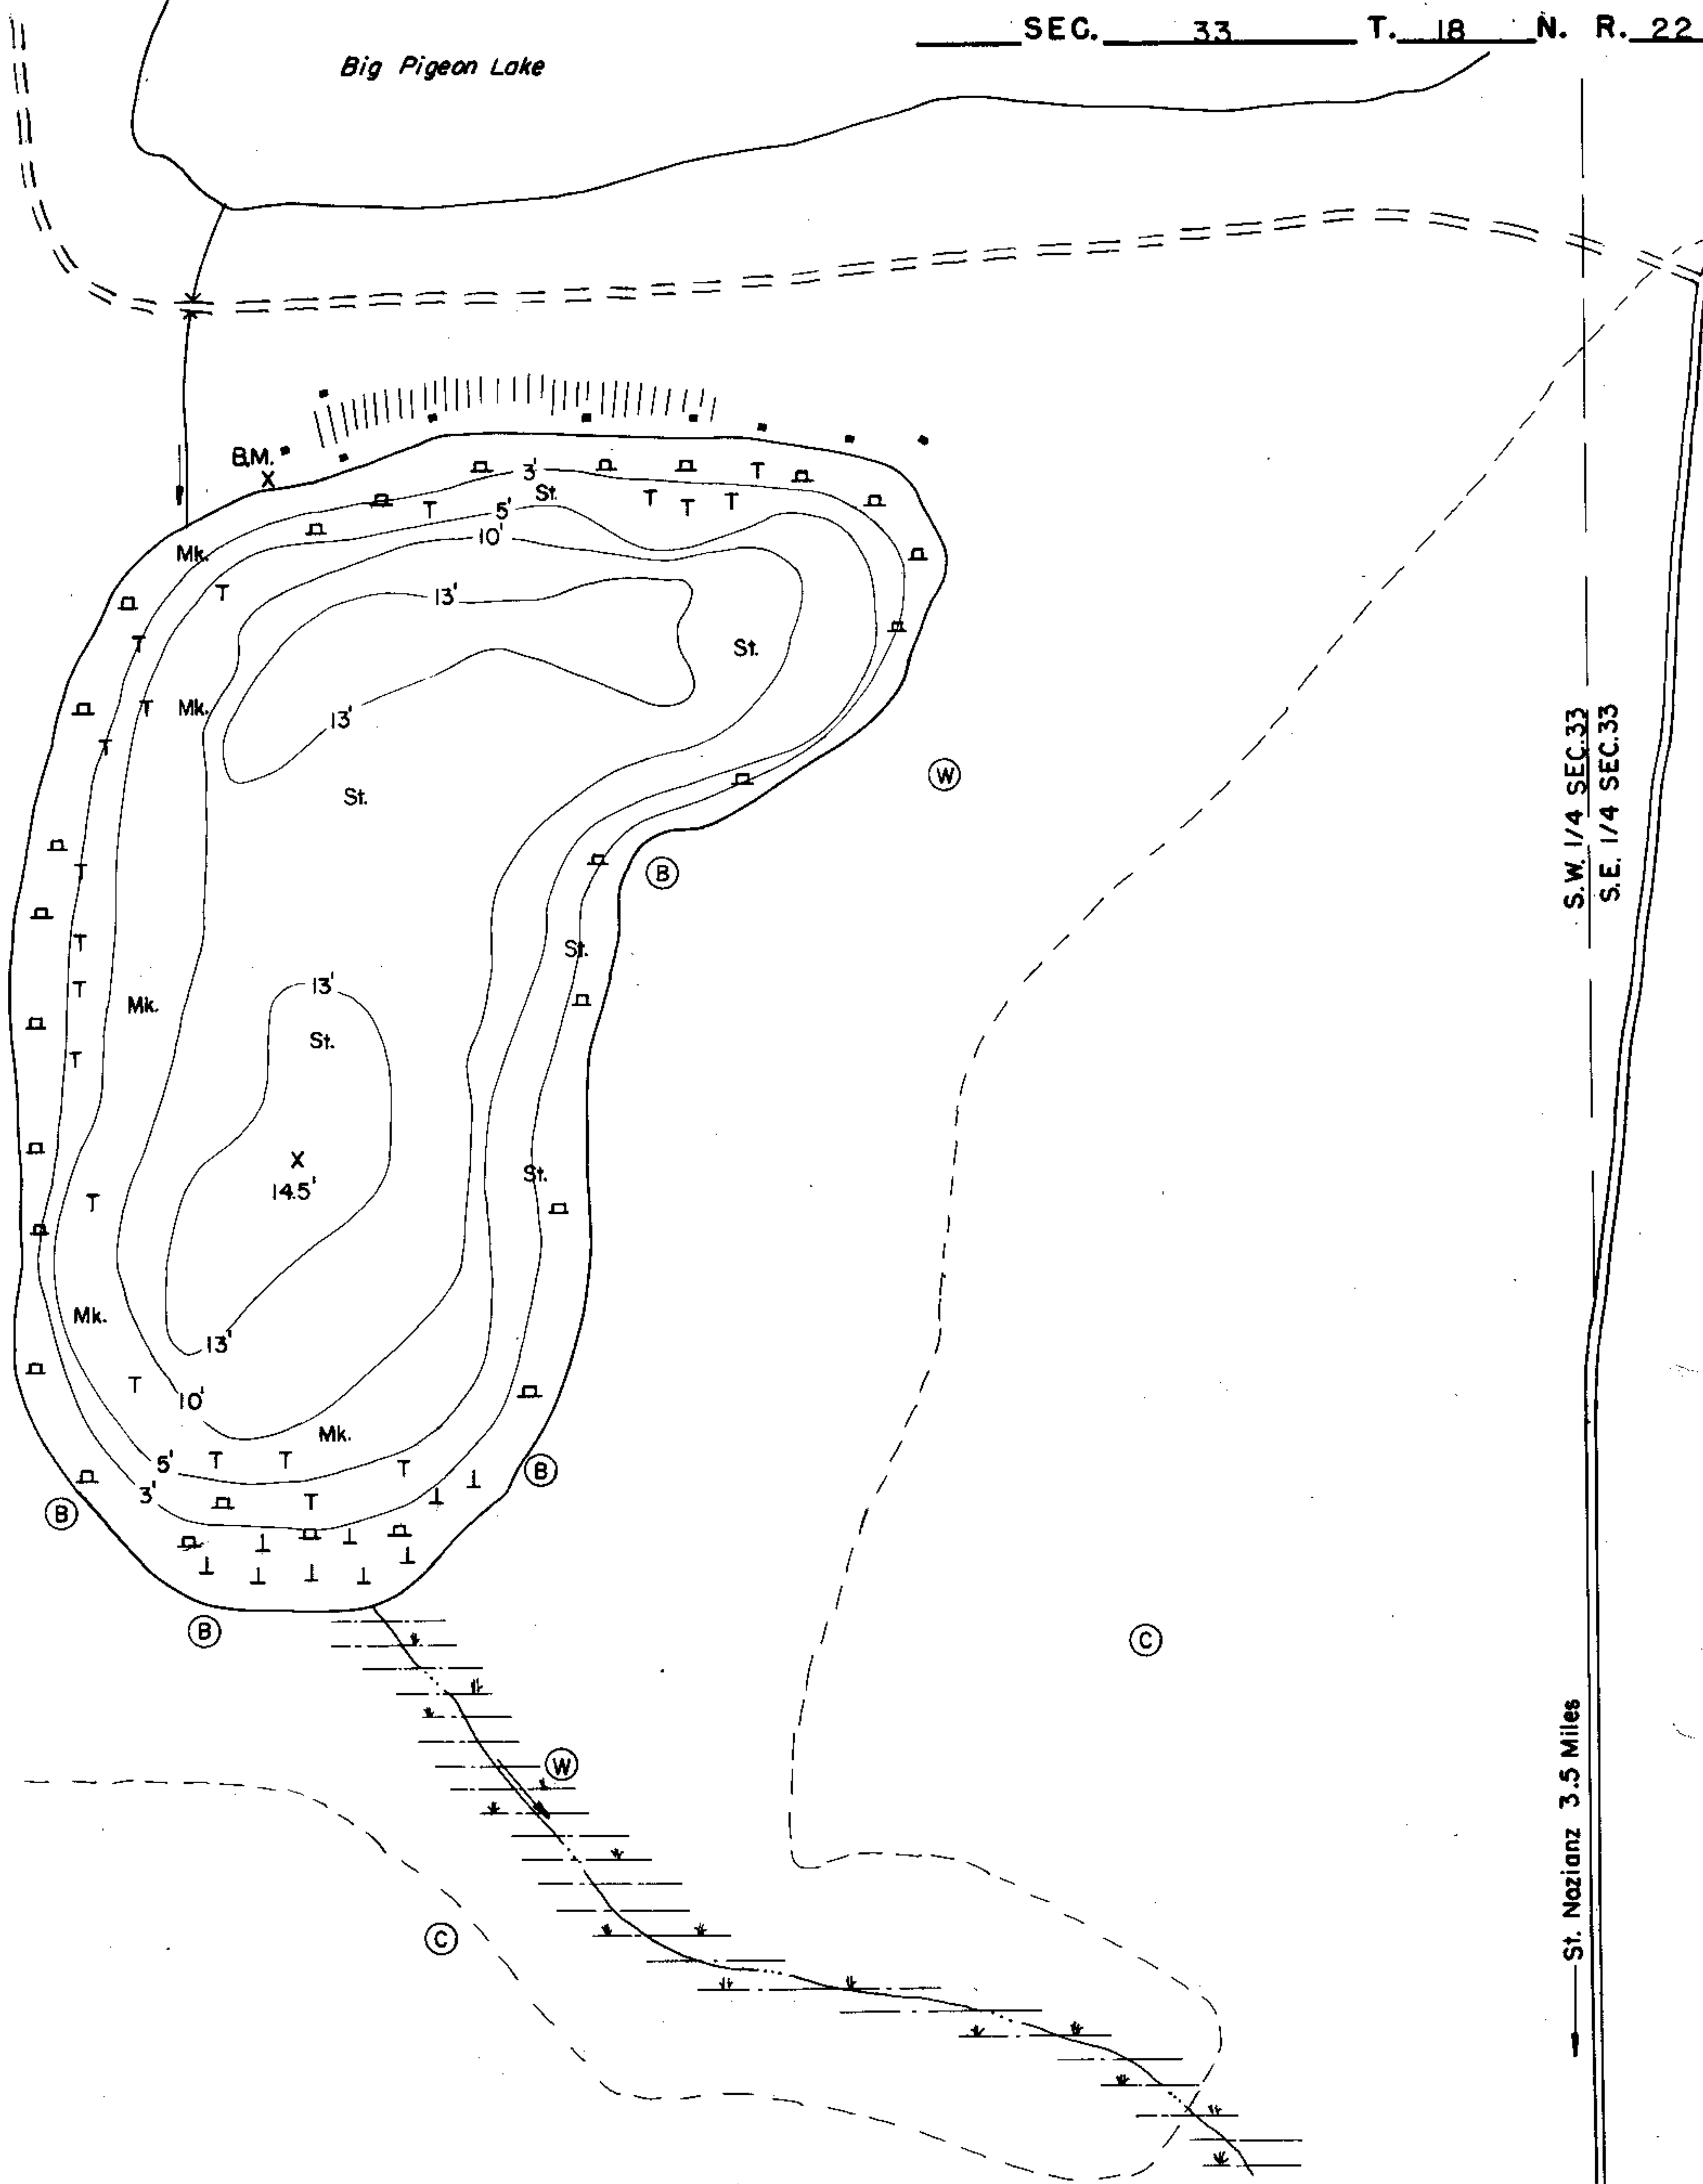 SEC. 33 T. 18 N. R. 22
Big Pigeon Lake
B.M.
X
T
3'
St.
T T T
T
5'
10'
Mk.
T
13'
T
St.
T Mk.
13'
T
W
St.
S.W. 1/4 SEC.33
S.E. 1/4 SEC.33
T
B
T
St.
T
13'
Mk.
St.
T
X
14.5'
St.
T
Mk.
13'
T
10'
Mk.
5' T T T
B
3' T
B
B
C
W
St. Nazianz 3.5 Miles
C